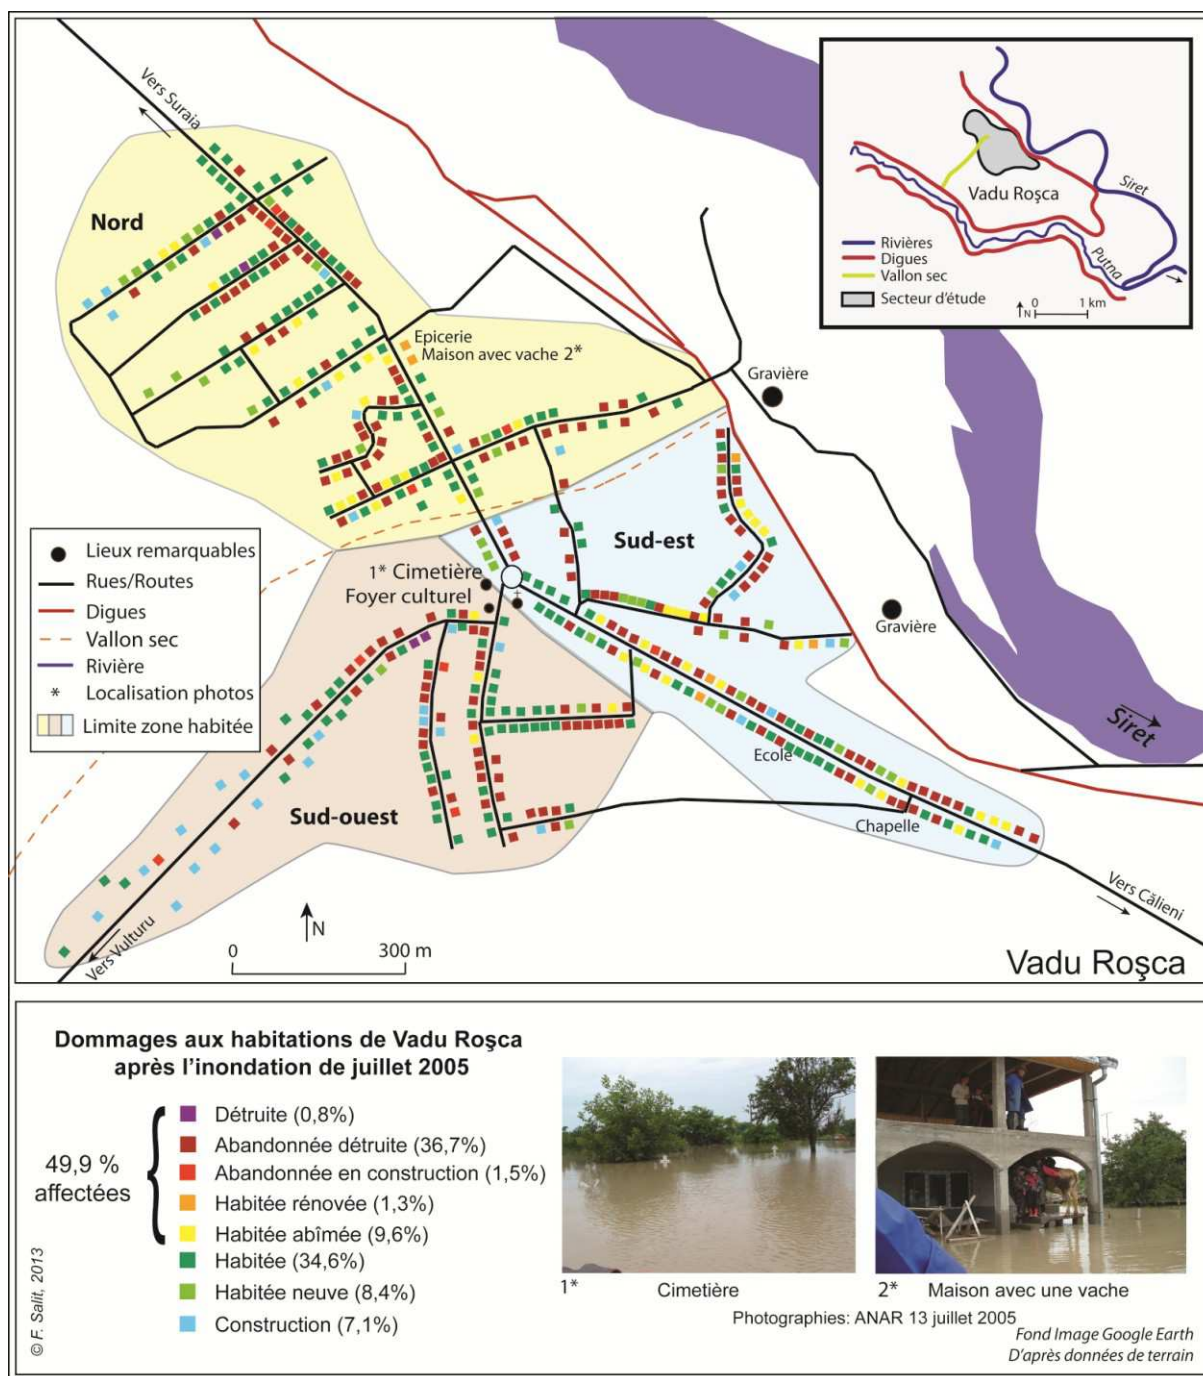 Vers Suraia
Nord
Epicerie
Maison avec vache 2*
Gravière
Siret
Vadu Roşca
Putna
Rivières
Digues
Vallon sec
Secteur d'étude
N
0 1 km
Lieux remarquables
Rues/Routes
Digues
Vallon sec
Rivière
* Localisation photos
Limite zone habitée
Sud-est
1* Cimetière
Foyer culturel
Gravière
Siret
Ecole
Sud-ouest
Chapelle
Vers Vulturu
Vers Călieni
N
0 300 m
Vadu Roşca
Dommages aux habitations de Vadu Roşca
après l'inondation de juillet 2005
49,9 %
affectées
Détruite (0,8%)
Abandonnée détruite (36,7%)
Abandonnée en construction (1,5%)
Habitée rénovée (1,3%)
Habitée abîmée (9,6%)
Habitée (34,6%)
Habitée neuve (8,4%)
Construction (7,1%)
© F. Salit, 2013
1* Cimetière
2* Maison avec une vache
Photographies: ANAR 13 juillet 2005
Fond Image Google Earth
D'après données de terrain